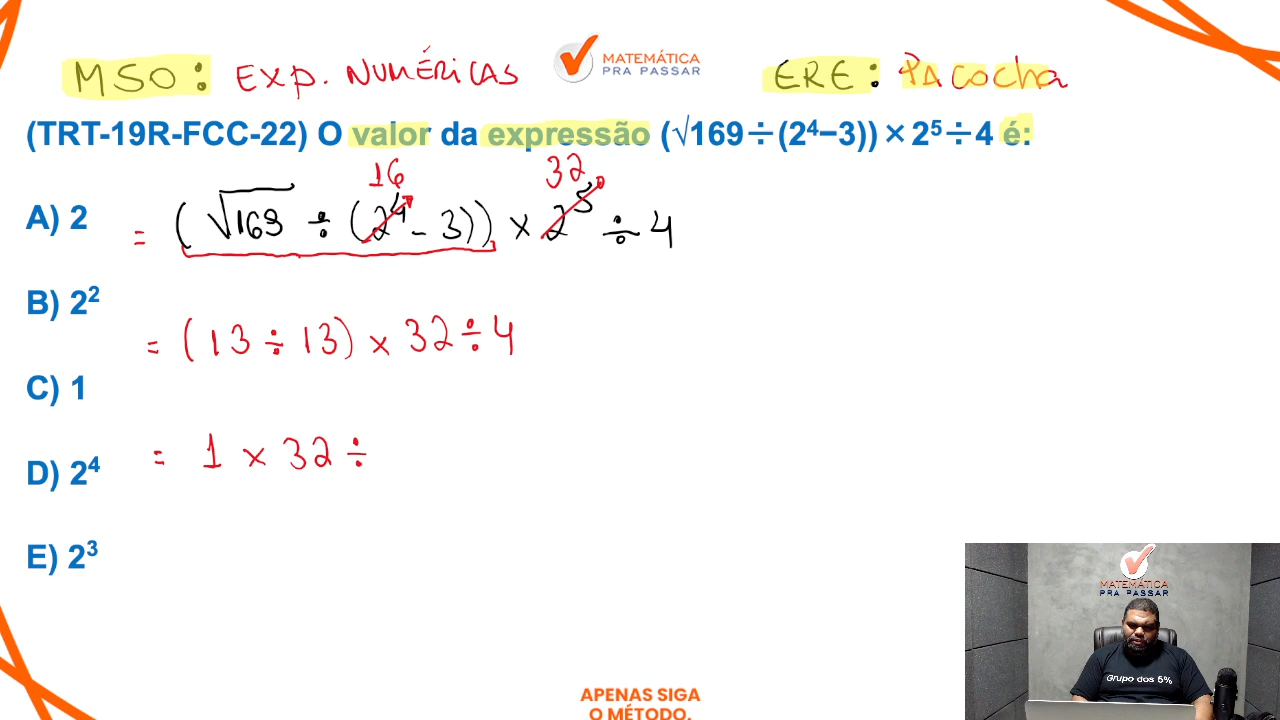 MSO: EXP. NUMÉRICAS
MATEMÁTICA
PRA PASSAR
ERE: PACOCHA
(TRT-19R-FCC-22) O valor da expressão (√169÷(2⁴−3))×2⁵÷4 é:
16 32
A) 2
= (√169 ÷ (2⁴ - 3)) × 2⁵ ÷ 4
B) 2²
= (13 ÷ 13) × 32 ÷ 4
C) 1
= 1 × 32 ÷
D) 2⁴
E) 2³
MATEMÁTICA
PRA PASSAR
Grupo dos 5%
APENAS SIGA
O MÉTODO.